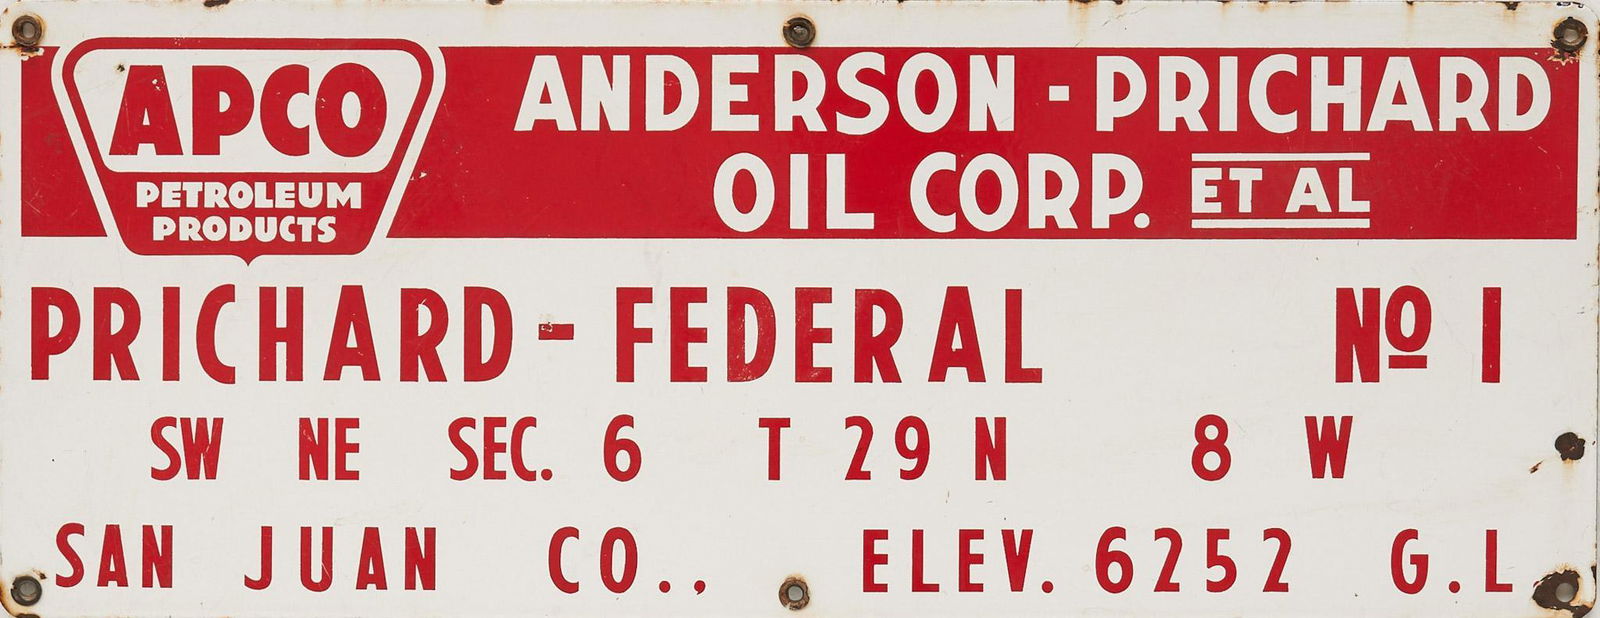 APCO
PETROLEUM
PRODUCTS
ANDERSON - PRICHARD
OIL CORP. ET AL
PRICHARD - FEDERAL No 1
SW NE SEC. 6 T 29 N 8 W
SAN JUAN CO., ELEV. 6252 G.L